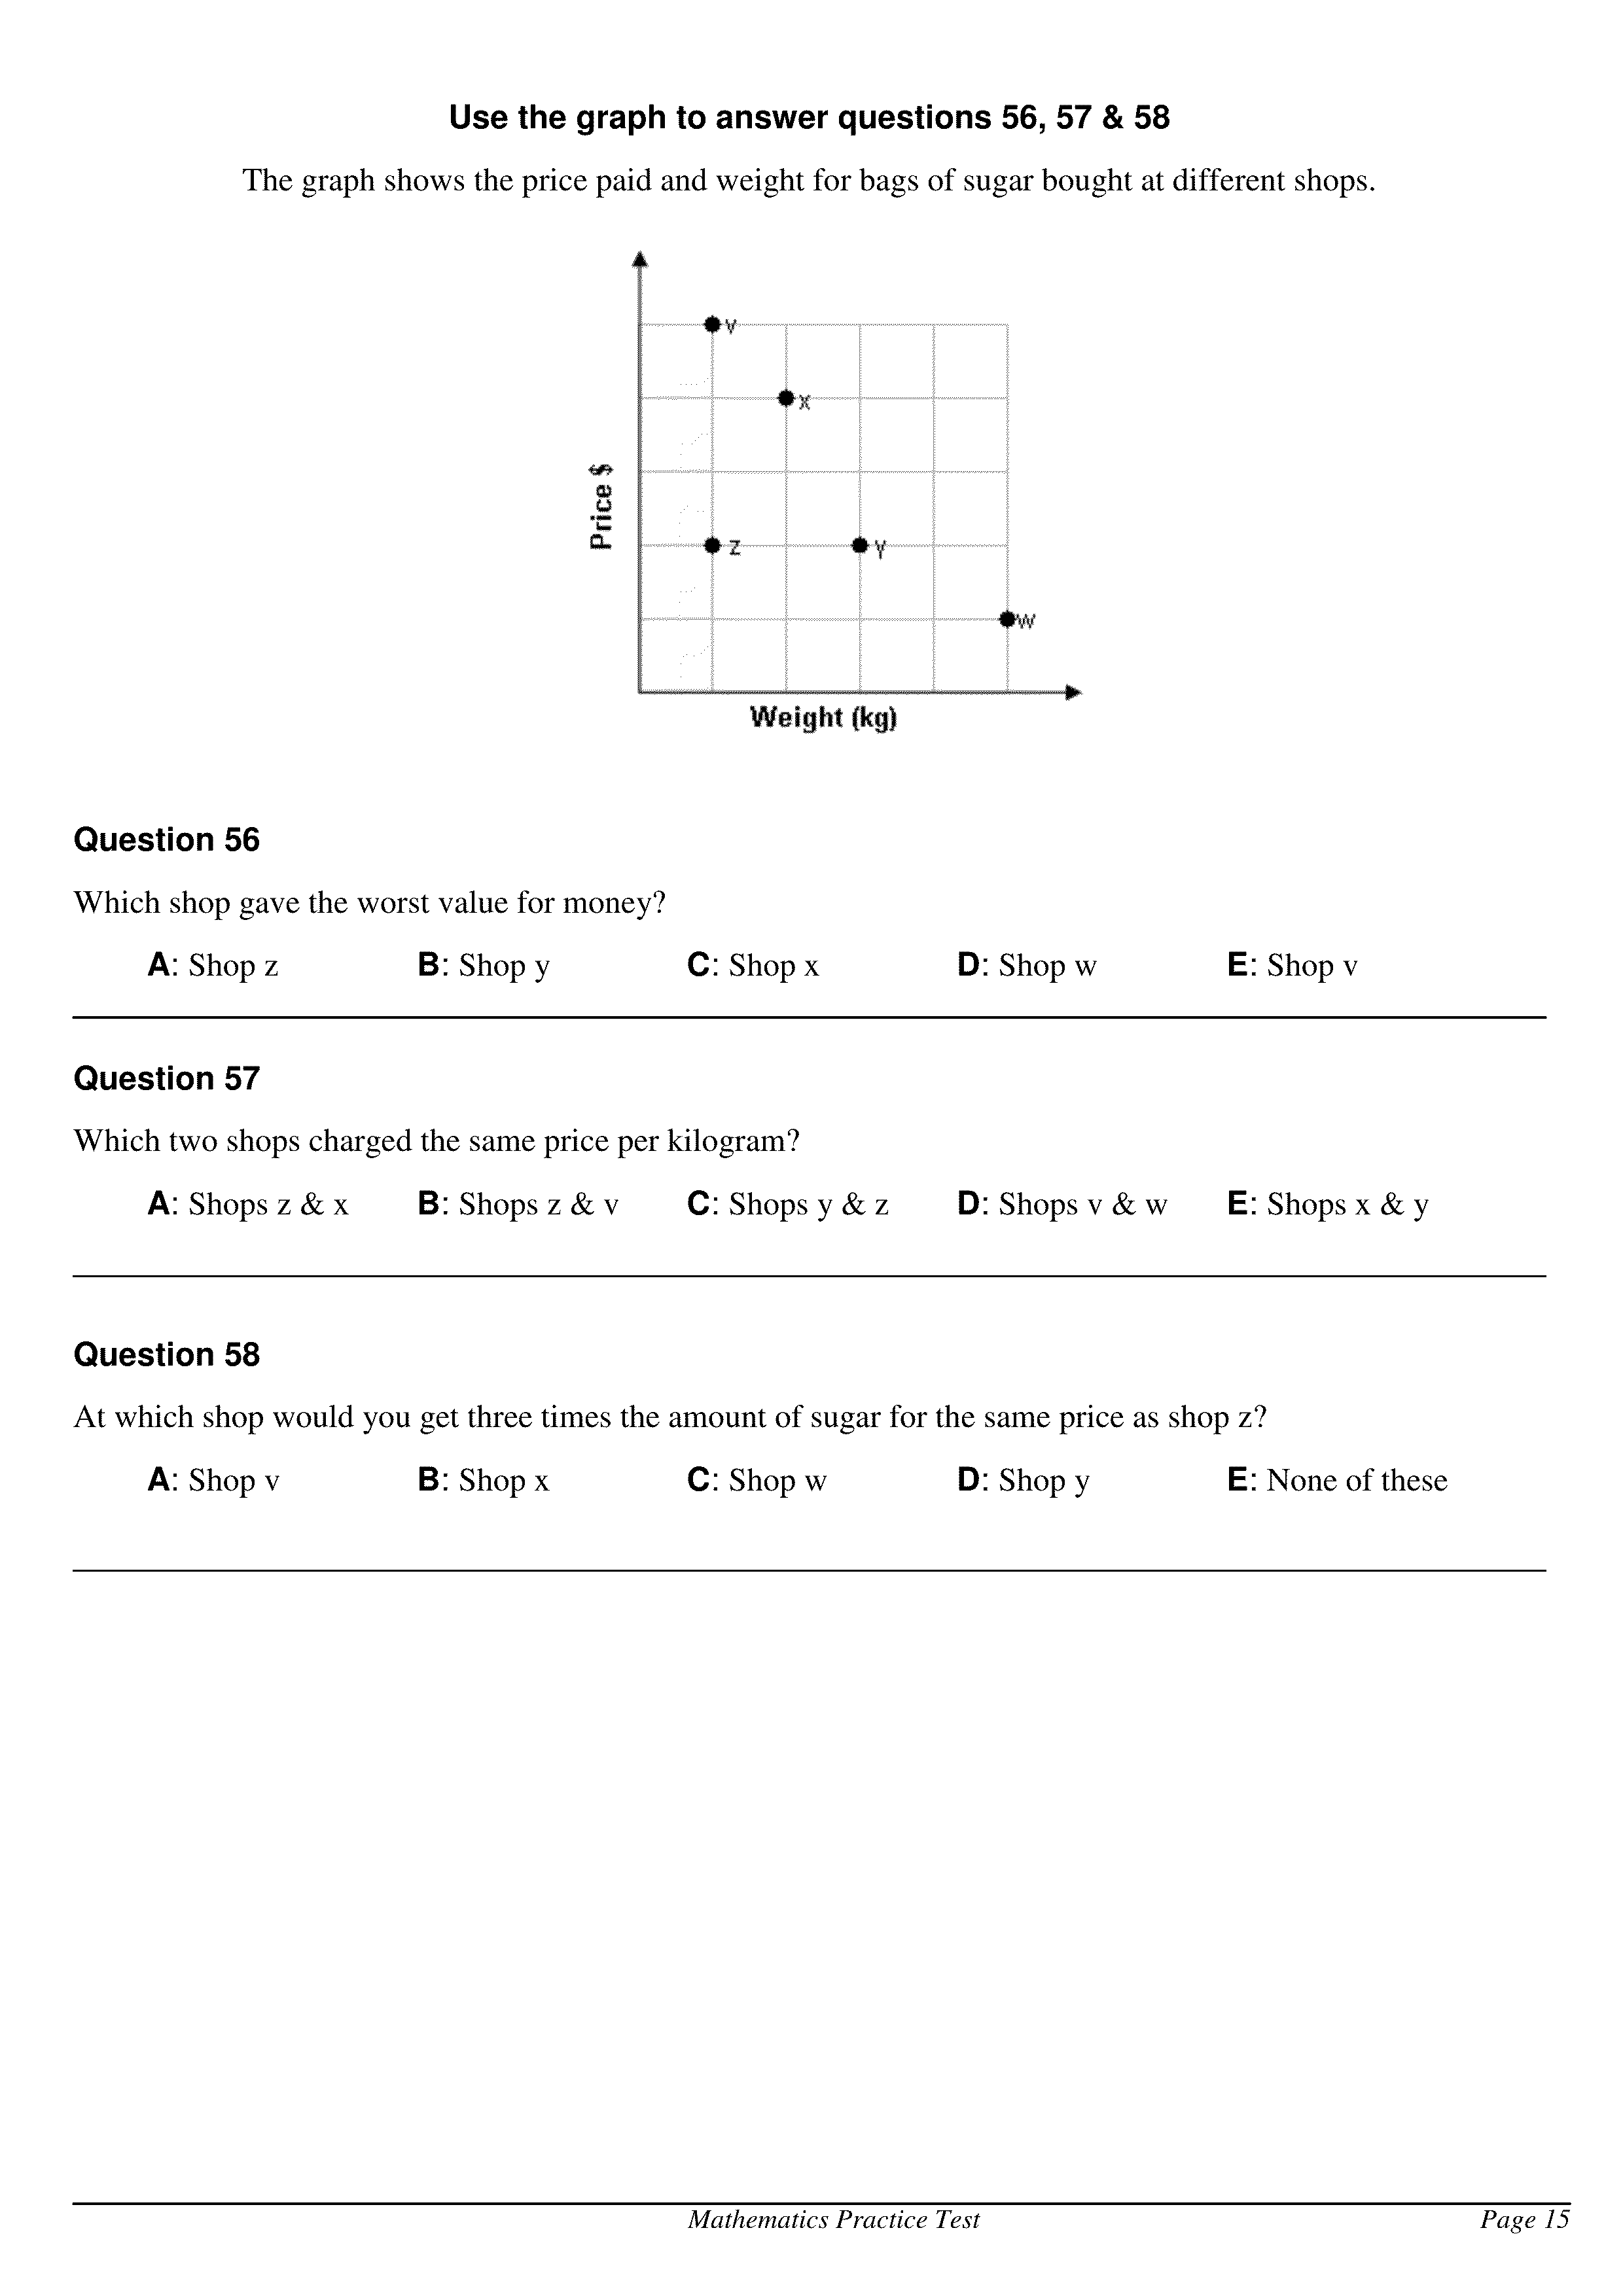 Use the graph to answer questions 56, 57 & 58
The graph shows the price paid and weight for bags of sugar bought at different shops.
v
x
Price $
z
y
w
Weight (kg)
Question 56
Which shop gave the worst value for money?
A: Shop z B: Shop y C: Shop x D: Shop w E: Shop v
Question 57
Which two shops charged the same price per kilogram?
A: Shops z & x B: Shops z & v C: Shops y & z D: Shops v & w E: Shops x & y
Question 58
At which shop would you get three times the amount of sugar for the same price as shop z?
A: Shop v B: Shop x C: Shop w D: Shop y E: None of these
Mathematics Practice Test Page 15